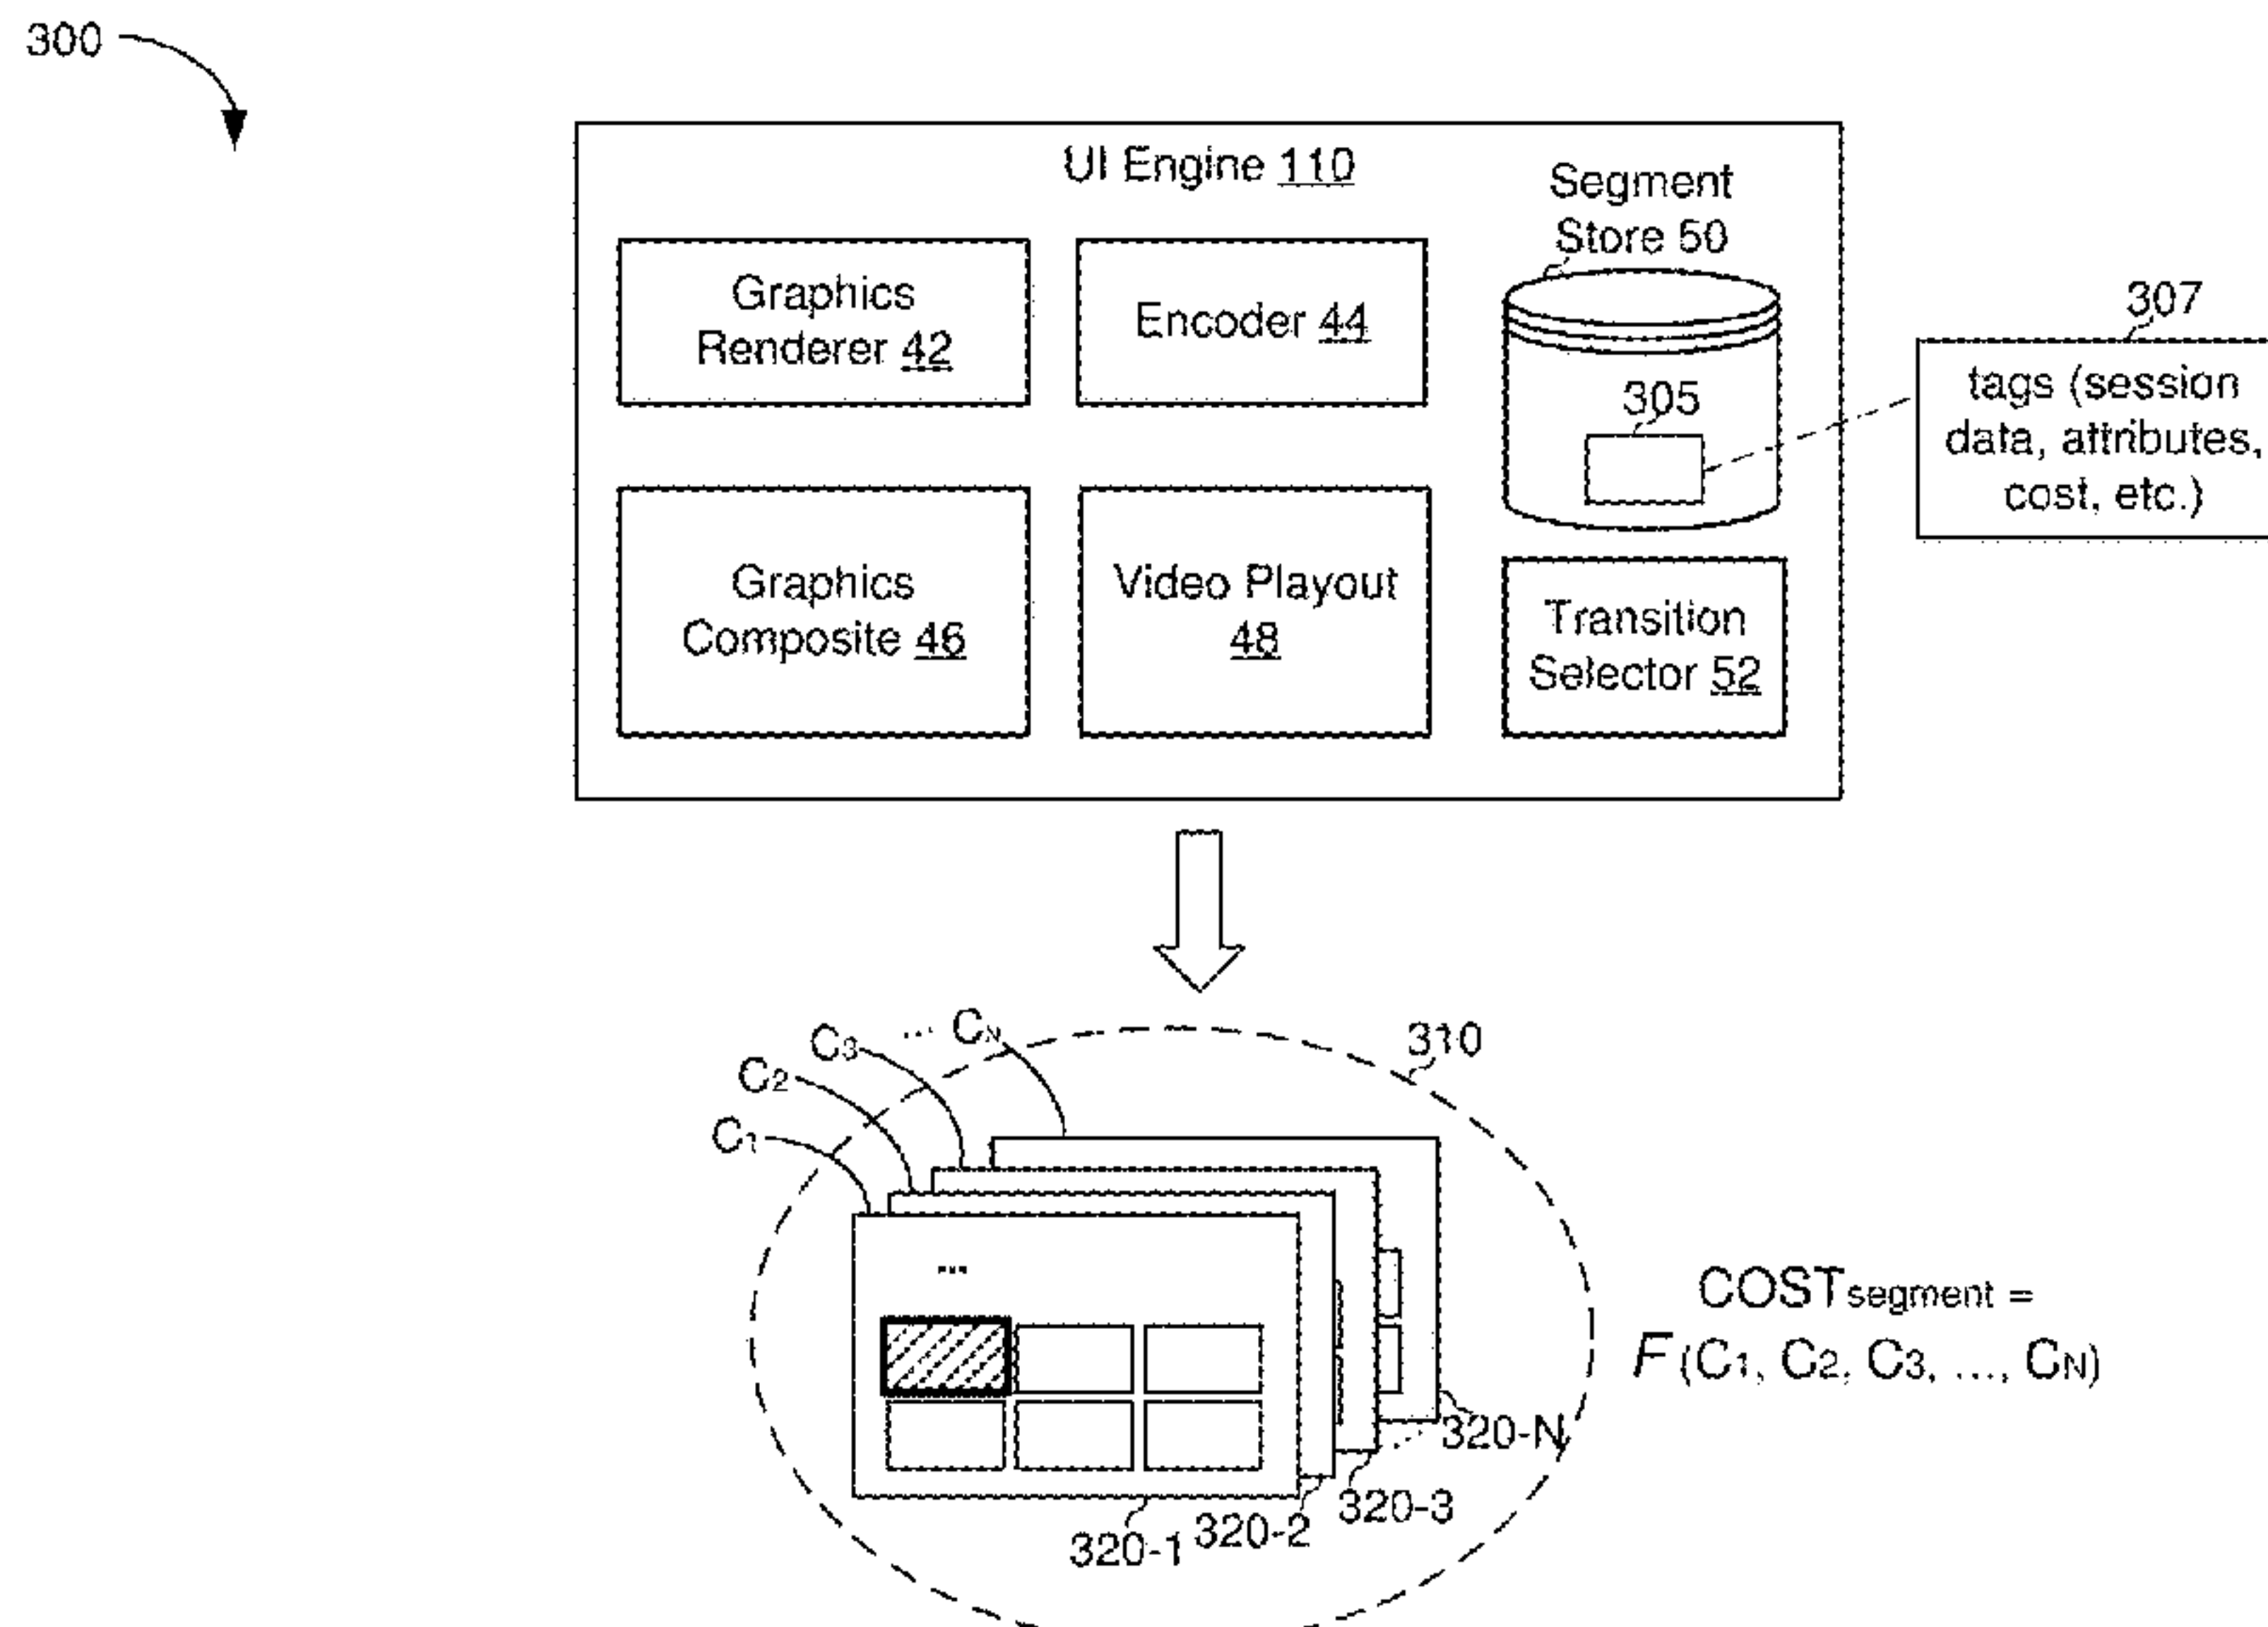 300
UI Engine 110
Segment
Store 50
Graphics
Renderer 42
Encoder 44
305
307
tags (session
data, attributes,
cost, etc.)
Graphics
Composite 46
Video Playout
48
Transition
Selector 52
C1
C2
C3
... CN
310
...
320-1
320-2
320-3
320-N
COSTsegment =
F (C1, C2, C3, ..., CN)